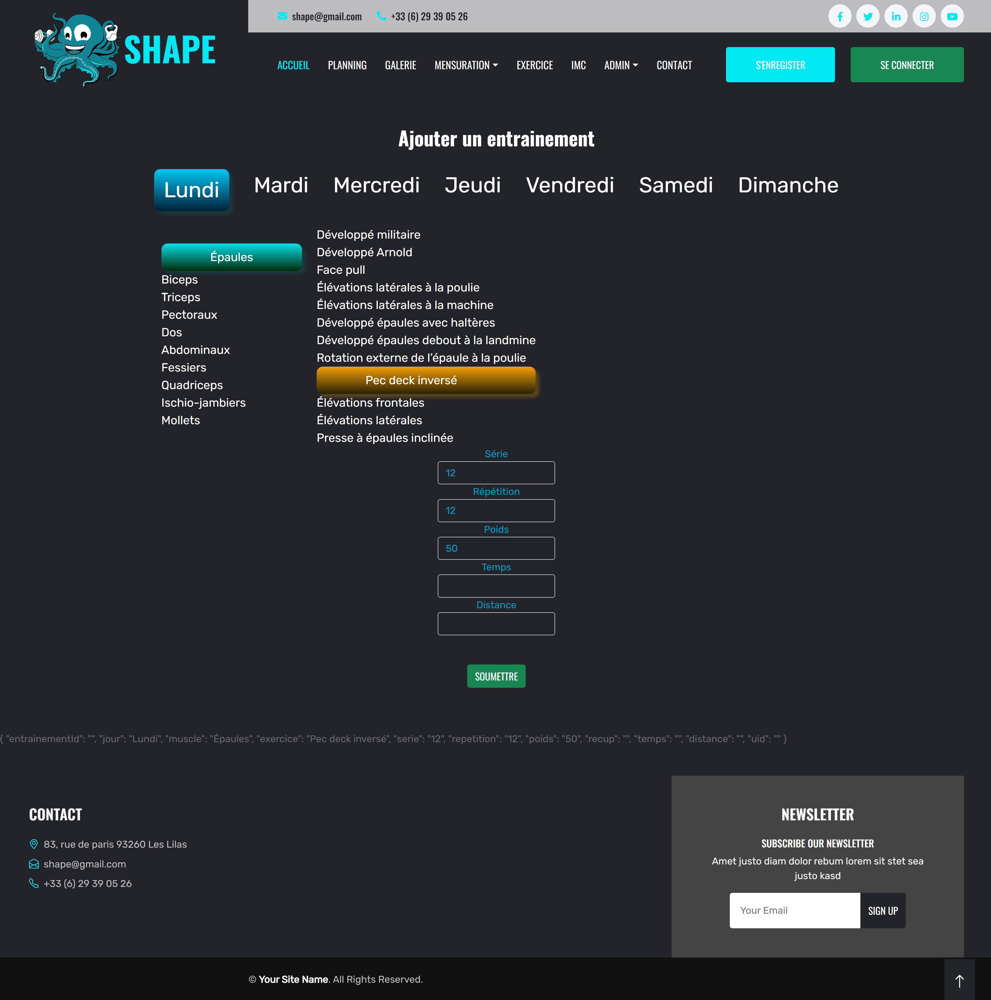 shape@gmail.com +33 (6) 29 39 05 26
SHAPE
ACCUEIL PLANNING GALERIE MENSURATION EXERCICE IMC ADMIN CONTACT S'ENREGISTER SE CONNECTER
Ajouter un entrainement
Lundi Mardi Mercredi Jeudi Vendredi Samedi Dimanche
Épaules
Biceps
Triceps
Pectoraux
Dos
Abdominaux
Fessiers
Quadriceps
Ischio-jambiers
Mollets
Développé militaire
Développé Arnold
Face pull
Élévations latérales à la poulie
Élévations latérales à la machine
Développé épaules avec haltères
Développé épaules debout à la landmine
Rotation externe de l’épaule à la poulie
Pec deck inversé
Élévations frontales
Élévations latérales
Presse à épaules inclinée
Série
12
Répétition
12
Poids
50
Temps
Distance
SOUMETTRE
{ "entrainementId": "", "jour": "Lundi", "muscle": "Épaules", "exercice": "Pec deck inversé", "serie": "12", "repetition": "12", "poids": "50", "recup": "", "temps": "", "distance": "", "uid": "" }
CONTACT
83, rue de paris 93260 Les Lilas
shape@gmail.com
+33 (6) 29 39 05 26
NEWSLETTER
SUBSCRIBE OUR NEWSLETTER
Amet justo diam dolor rebum lorem sit stet sea
justo kasd
Your Email SIGN UP
© Your Site Name. All Rights Reserved.